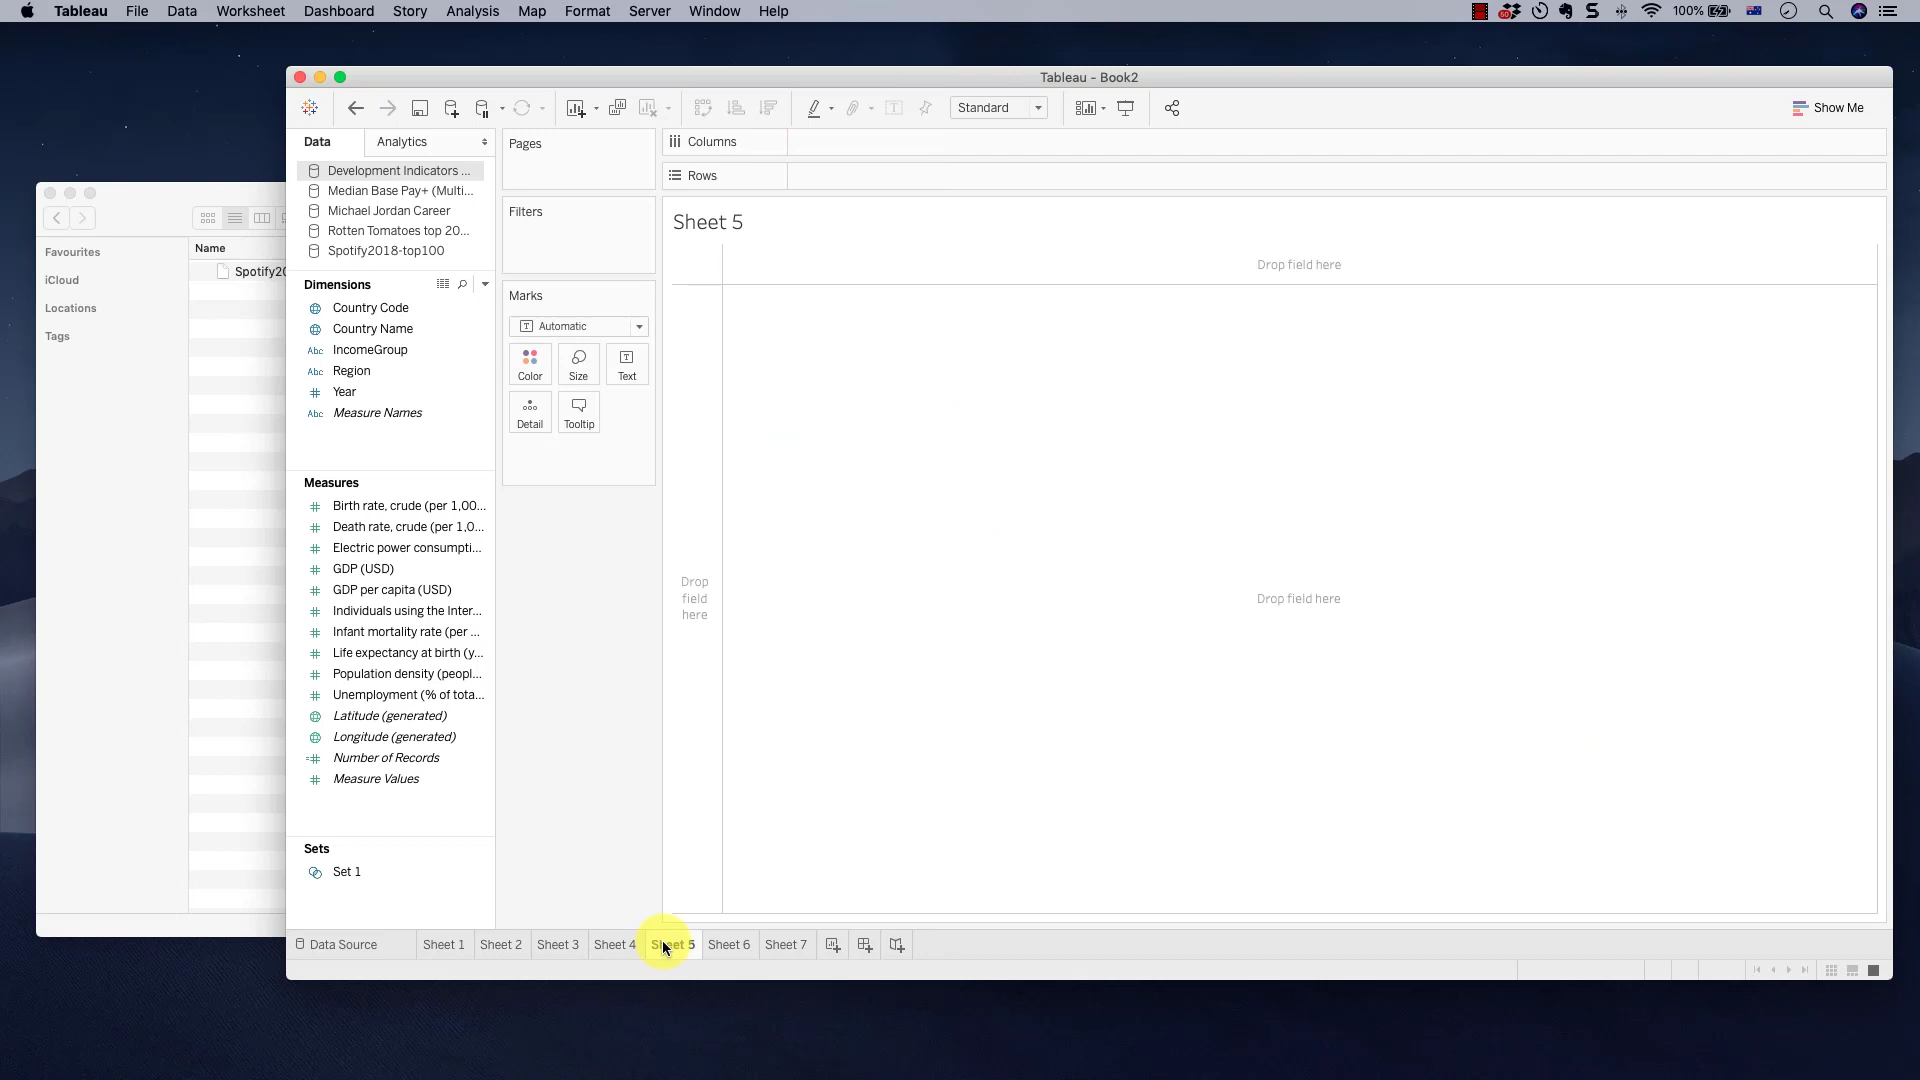 Tableau File Data Worksheet Dashboard Story Analysis Map Format Server Window Help
50 100%
Tableau - Book2
Standard
Show Me
Data Analytics
Pages
Columns
Rows
Development Indicators ...
Median Base Pay+ (Multi...
Michael Jordan Career
Rotten Tomatoes top 20...
Spotify2018-top100
Filters
Sheet 5
Name
Spotify20
Favourites
iCloud
Locations
Tags
Dimensions
Abc Country Code
Country Name
Abc IncomeGroup
Abc Region
Year
Abc Measure Names
Marks
Automatic
Color Size Text
Detail Tooltip
Drop field here
Drop
field
here
Drop field here
Measures
Birth rate, crude (per 1,00...
Death rate, crude (per 1,0...
Electric power consumpti...
GDP (USD)
GDP per capita (USD)
Individuals using the Inter...
Infant mortality rate (per ...
Life expectancy at birth (y...
Population density (peopl...
Unemployment (% of tota...
Latitude (generated)
Longitude (generated)
Number of Records
Measure Values
Sets
Set 1
Data Source Sheet 1 Sheet 2 Sheet 3 Sheet 4 Sheet 5 Sheet 6 Sheet 7